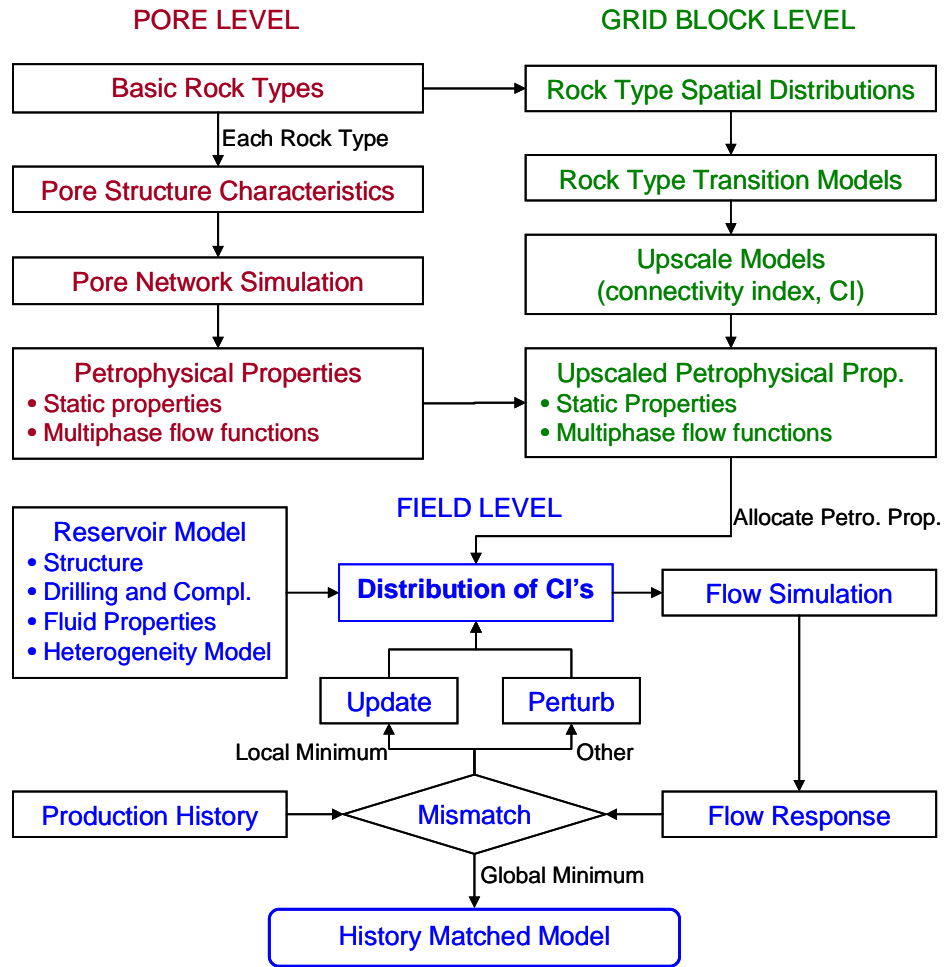 PORE LEVEL
GRID BLOCK LEVEL
Basic Rock Types
Rock Type Spatial Distributions
Each Rock Type
Pore Structure Characteristics
Rock Type Transition Models
Pore Network Simulation
Upscale Models
(connectivity index, CI)
Petrophysical Properties
• Static properties
• Multiphase flow functions
Upscaled Petrophysical Prop.
• Static Properties
• Multiphase flow functions
FIELD LEVEL
Allocate Petro. Prop.
Reservoir Model
• Structure
• Drilling and Compl.
• Fluid Properties
• Heterogeneity Model
Distribution of CI's
Flow Simulation
Update
Perturb
Local Minimum
Other
Production History
Mismatch
Flow Response
Global Minimum
History Matched Model